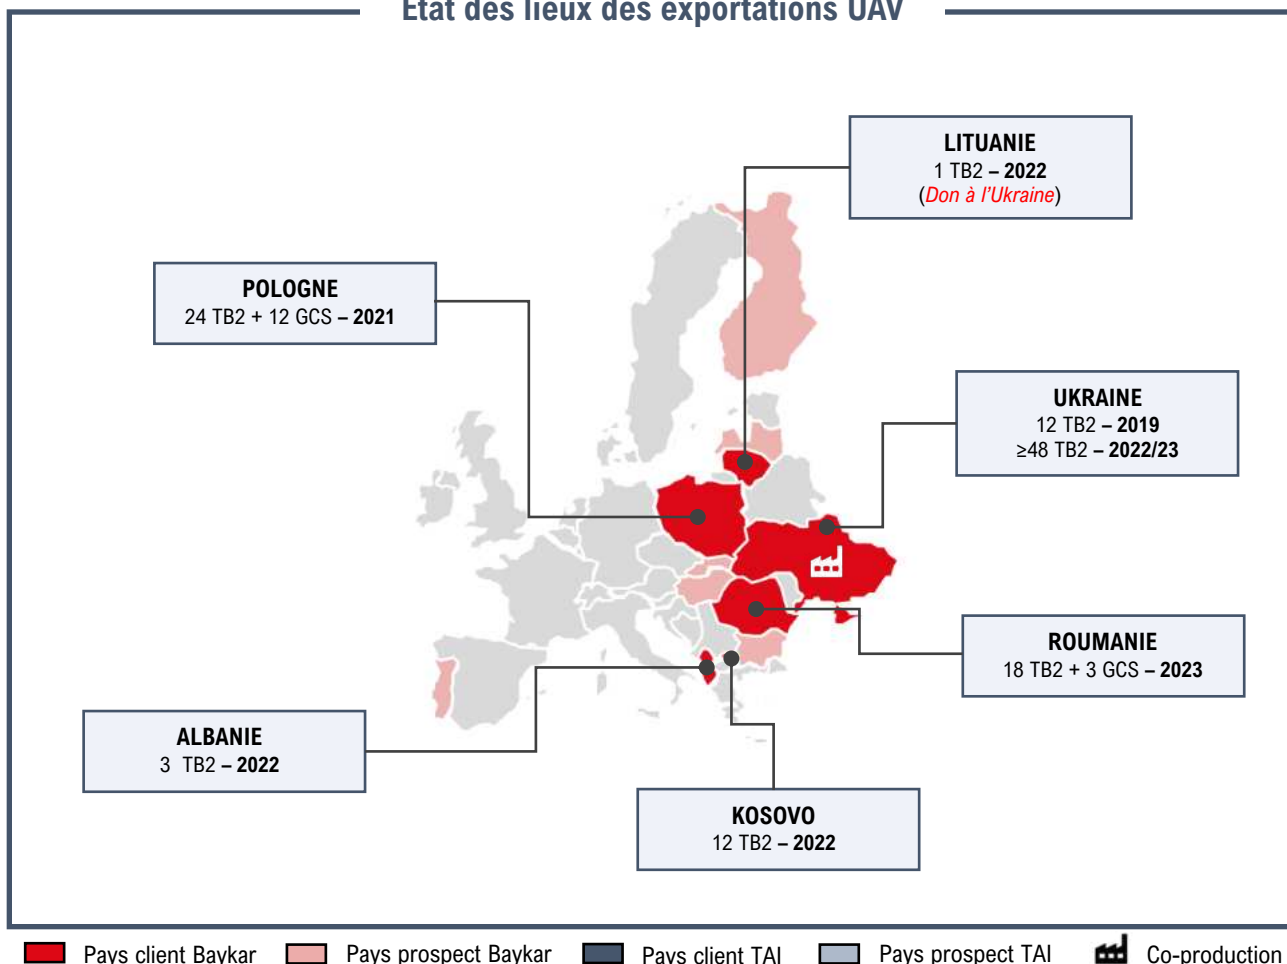 Etat des lieux des exportations UAV
LITUANIE
1 TB2 – 2022
(Don à l'Ukraine)
POLOGNE
24 TB2 + 12 GCS – 2021
UKRAINE
12 TB2 – 2019
≥48 TB2 – 2022/23
ROUMANIE
18 TB2 + 3 GCS – 2023
ALBANIE
3 TB2 – 2022
KOSOVO
12 TB2 – 2022
Pays client Baykar
Pays prospect Baykar
Pays client TAI
Pays prospect TAI
Co-production